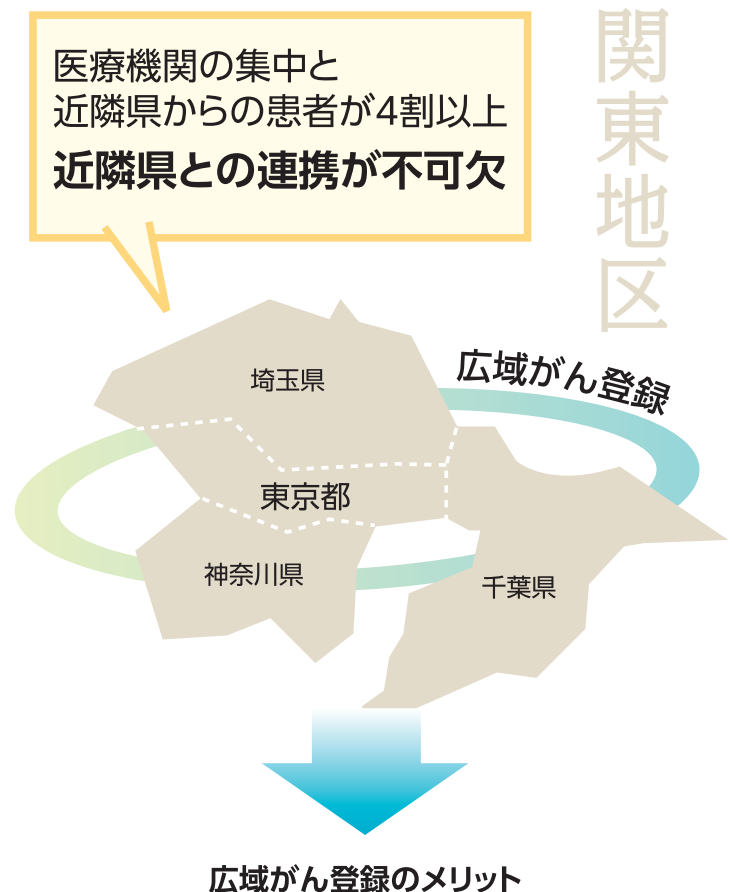 医療機関の集中と
近隣県からの患者が4割以上
近隣県との連携が不可欠
関東地区
広域がん登録
埼玉県
東京都
神奈川県
千葉県
広域がん登録のメリット